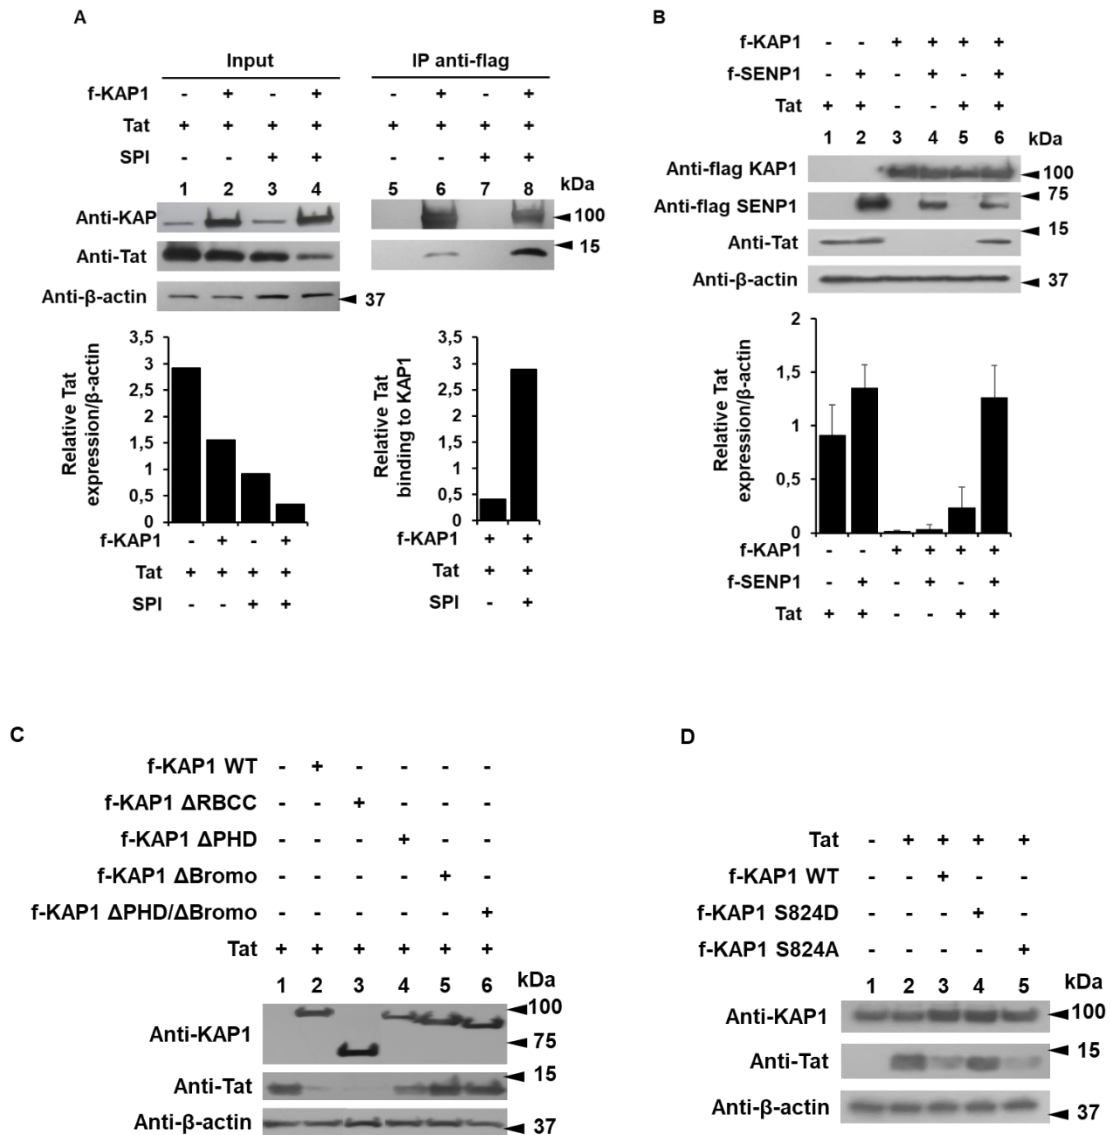 A
Input IP anti-flag
f-KAP1 - + - + - + - +
Tat + + + + + + + +
SPI - - + + - - + +
1 2 3 4 5 6 7 8 kDa
Anti-KAP 100
Anti-Tat 15
Anti-β-actin 37
Relative Tat expression/β-actin
3,5
3
2,5
2
1,5
1
0,5
0
f-KAP1 - + - +
Tat + + + +
SPI - - + +
Relative Tat binding to KAP1
3,5
3
2,5
2
1,5
1
0,5
0
f-KAP1 + +
Tat + +
SPI - +
B
f-KAP1 - - + + + +
f-SENP1 - + - + - +
Tat + + - - + +
1 2 3 4 5 6 kDa
Anti-flag KAP1 100
75
Anti-flag SENP1
15
Anti-Tat
Anti-β-actin 37
Relative Tat expression/β-actin
2
1,5
1
0,5
0
f-KAP1 - - + + + +
f-SENP1 - + - + - +
Tat + + - - + +
C
f-KAP1 WT - + - - - -
f-KAP1 ΔRBCC - - + - - -
f-KAP1 ΔPHD - - - + - -
f-KAP1 ΔBromo - - - - + -
f-KAP1 ΔPHD/ΔBromo - - - - - +
Tat + + + + + +
1 2 3 4 5 6 kDa
100
Anti-KAP1
75
15
Anti-Tat
Anti-β-actin 37
D
Tat - + + + +
f-KAP1 WT - - + - -
f-KAP1 S824D - - - + -
f-KAP1 S824A - - - - +
1 2 3 4 5 kDa
Anti-KAP1 100
15
Anti-Tat
Anti-β-actin
37